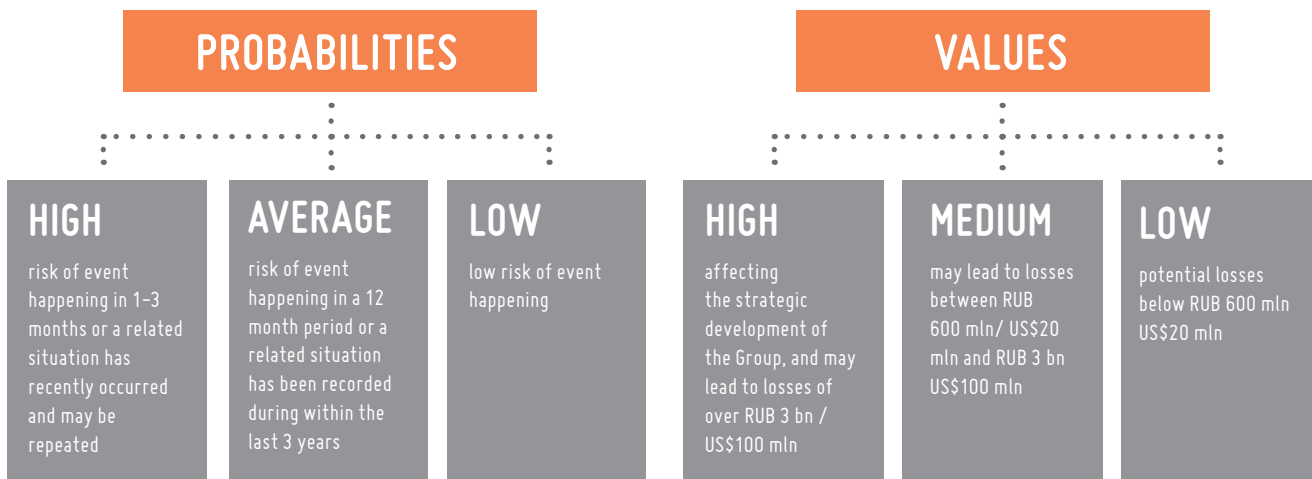 PROBABILITIES
HIGH
risk of event
happening in 1-3
months or a related
situation has
recently occurred
and may be
repeated
AVERAGE
risk of event
happening in a 12
month period or a
related situation
has been recorded
during within the
last 3 years
LOW
low risk of event
happening
VALUES
HIGH
affecting
the strategic
development of
the Group, and may
lead to losses of
over RUB 3 bn /
US$100 mln
MEDIUM
may lead to losses
between RUB
600 mln/ US$20
mln and RUB 3 bn
US$100 mln
LOW
potential losses
below RUB 600 mln
US$20 mln